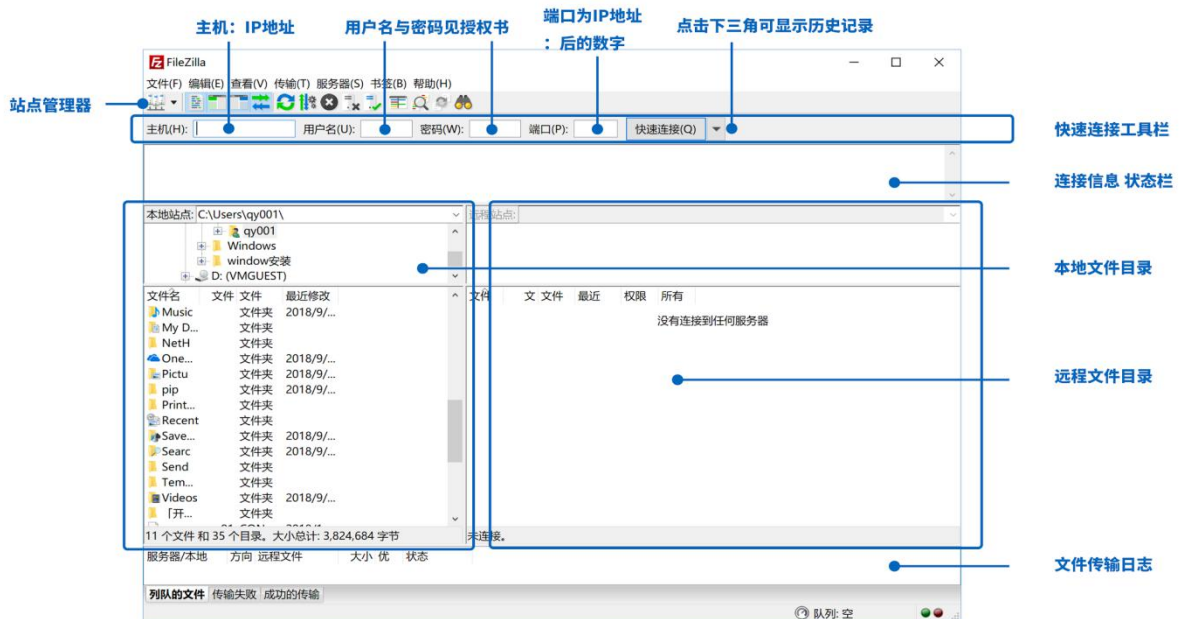 主机：IP地址
用户名与密码见授权书
端口为IP地址
：后的数字
点击下三角可显示历史记录
FileZilla
文件(F) 编辑(E) 查看(V) 传输(T) 服务器(S) 书签(B) 帮助(H)
站点管理器
主机(H): 用户名(U): 密码(W): 端口(P): 快速连接(Q)
快速连接工具栏
连接信息 状态栏
本地站点: C:\Users\qy001\
远程站点:
qy001
Windows
window安装
D: (VMGUEST)
本地文件目录
文件名 文件 文件 最近修改
文件 文 文件 最近 权限 所有
Music 文件夹 2018/9/...
没有连接到任何服务器
My D... 文件夹
NetH 文件夹
One... 文件夹 2018/9/...
Pictu 文件夹 2018/9/...
pip 文件夹 2018/9/...
远程文件目录
Print... 文件夹
Recent 文件夹
Save... 文件夹 2018/9/...
Searc 文件夹 2018/9/...
Send 文件夹
Tem... 文件夹
Videos 文件夹 2018/9/...
「开... 文件夹
11 个文件 和 35 个目录。大小总计: 3,824,684 字节
未连接。
服务器/本地 方向 远程文件 大小 优 状态
文件传输日志
列队的文件 传输失败 成功的传输
队列: 空